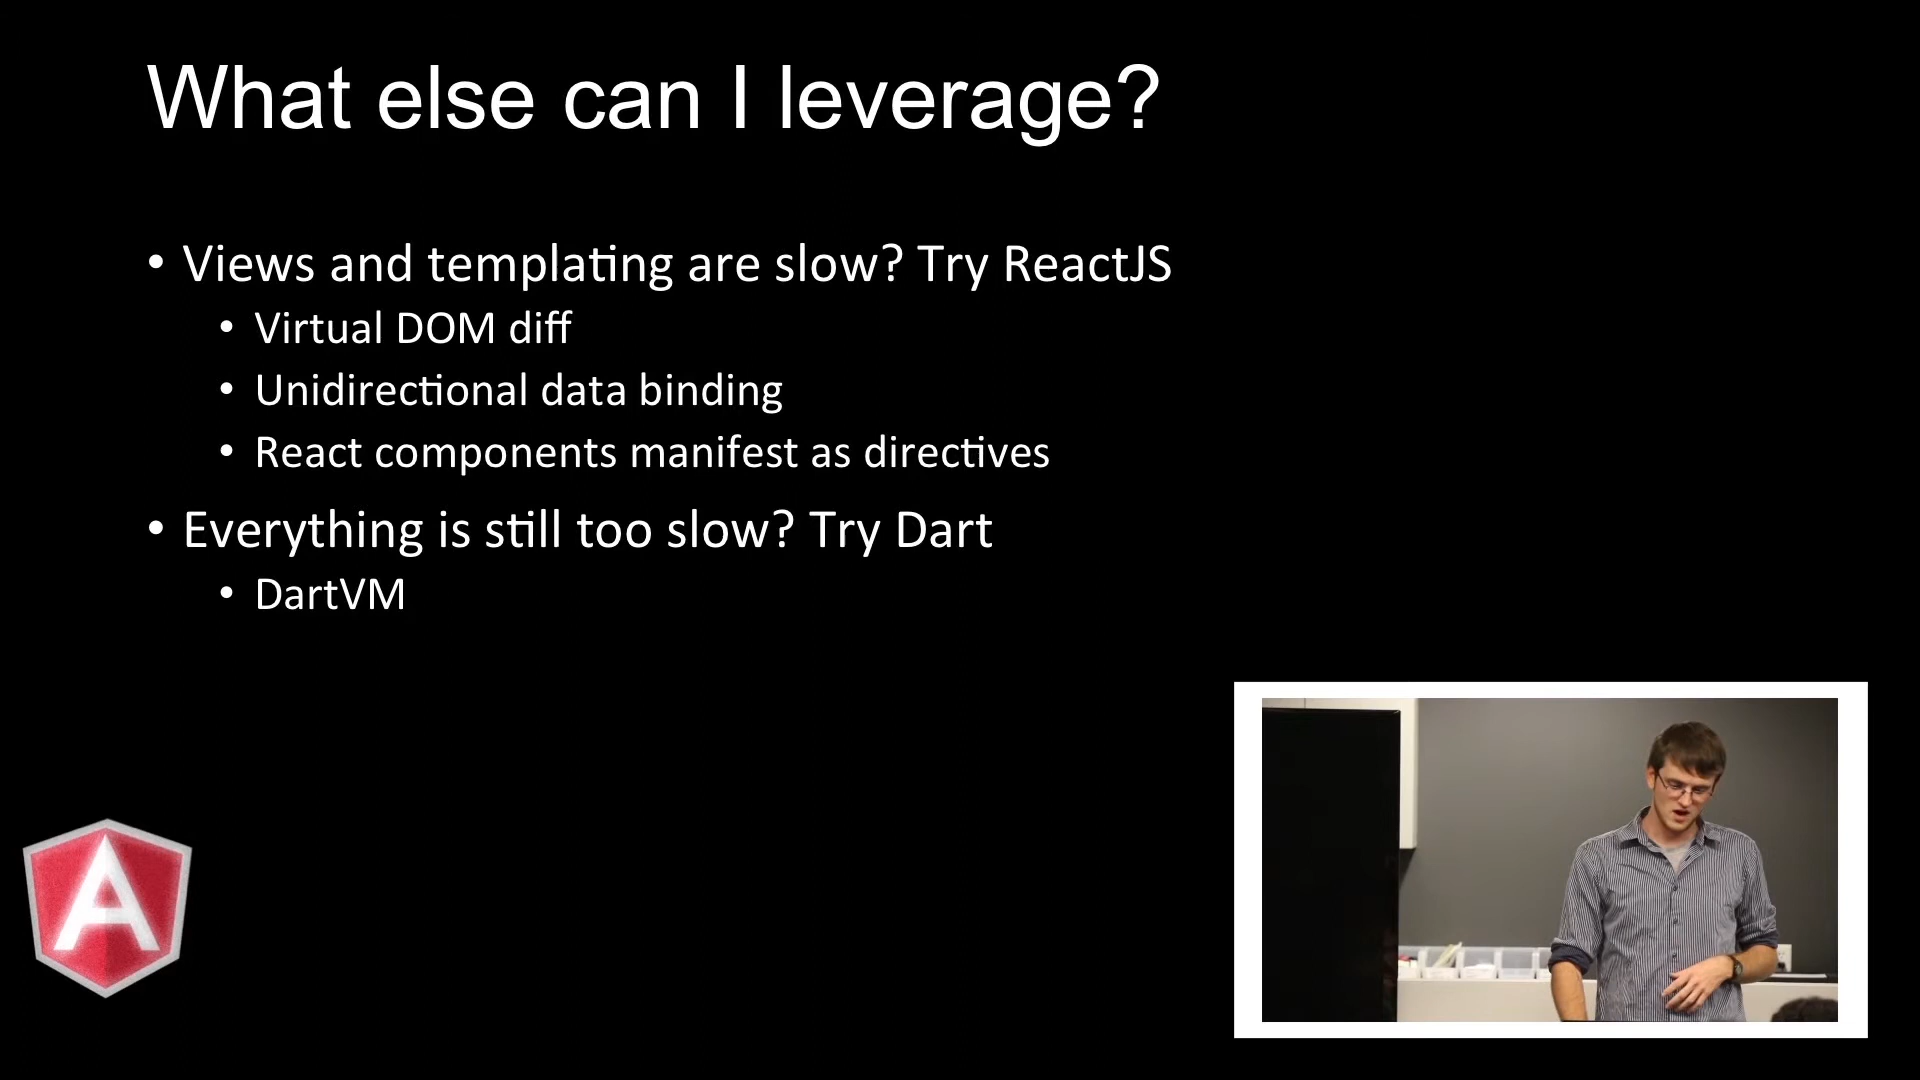 What else can I leverage?
• Views and templating are slow? Try ReactJS
• Virtual DOM diff
• Unidirectional data binding
• React components manifest as directives
• Everything is still too slow? Try Dart
• DartVM
A